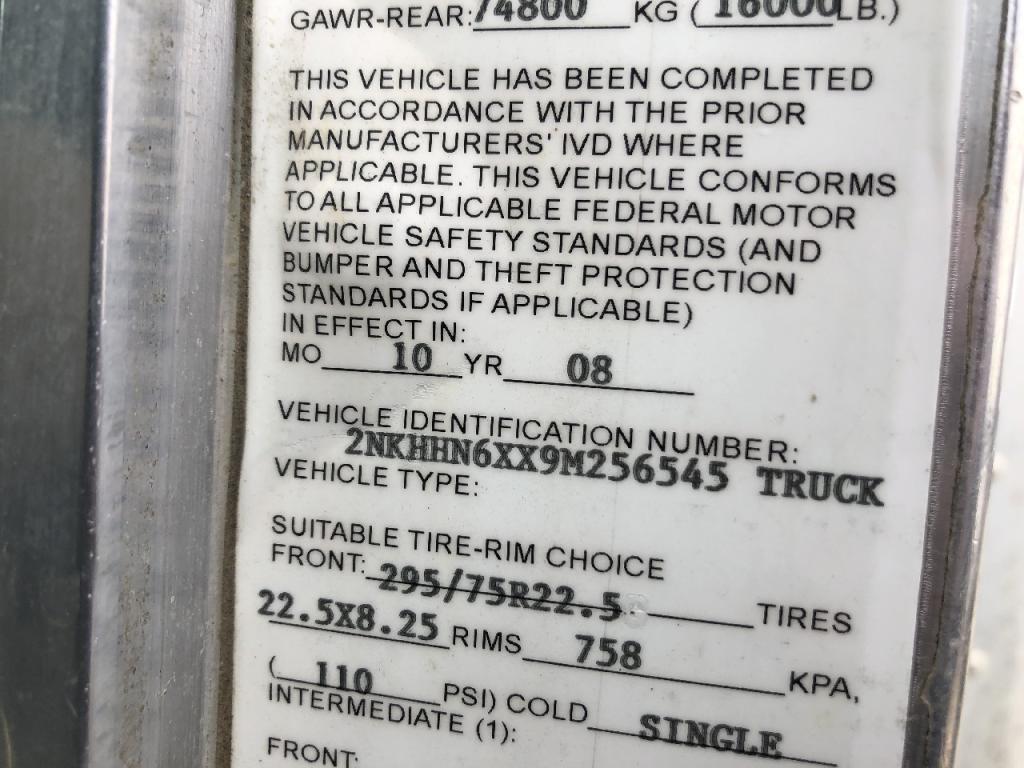 GAWR-REAR: 74800 KG ( 16000 LB.)
THIS VEHICLE HAS BEEN COMPLETED
IN ACCORDANCE WITH THE PRIOR
MANUFACTURERS' IVD WHERE
APPLICABLE. THIS VEHICLE CONFORMS
TO ALL APPLICABLE FEDERAL MOTOR
VEHICLE SAFETY STANDARDS (AND
BUMPER AND THEFT PROTECTION
STANDARDS IF APPLICABLE)
IN EFFECT IN:
MO 10 YR 08
VEHICLE IDENTIFICATION NUMBER:
2NKHHN6XX9M256545 TRUCK
VEHICLE TYPE:
SUITABLE TIRE-RIM CHOICE
FRONT: 295/75R22.5 TIRES
22.5X8.25 RIMS 758 KPA,
( 110 PSI) COLD SINGLE
INTERMEDIATE (1):
FRONT: